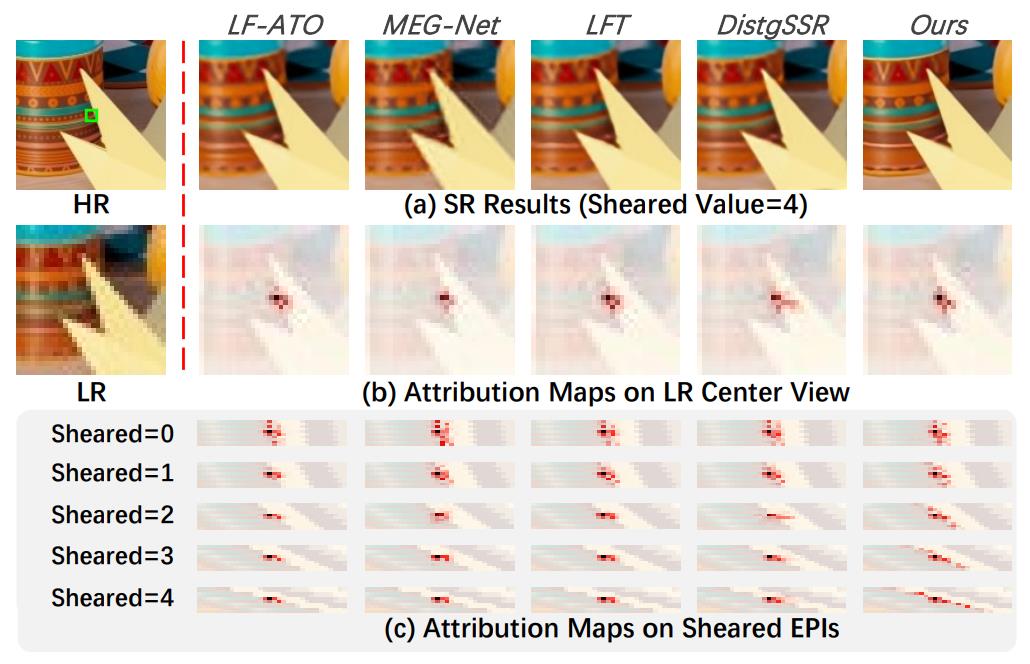 LF-ATO MEG-Net LFT DistgSSR Ours
HR (a) SR Results (Sheared Value=4)
LR (b) Attribution Maps on LR Center View
Sheared=0
Sheared=1
Sheared=2
Sheared=3
Sheared=4
(c) Attribution Maps on Sheared EPIs